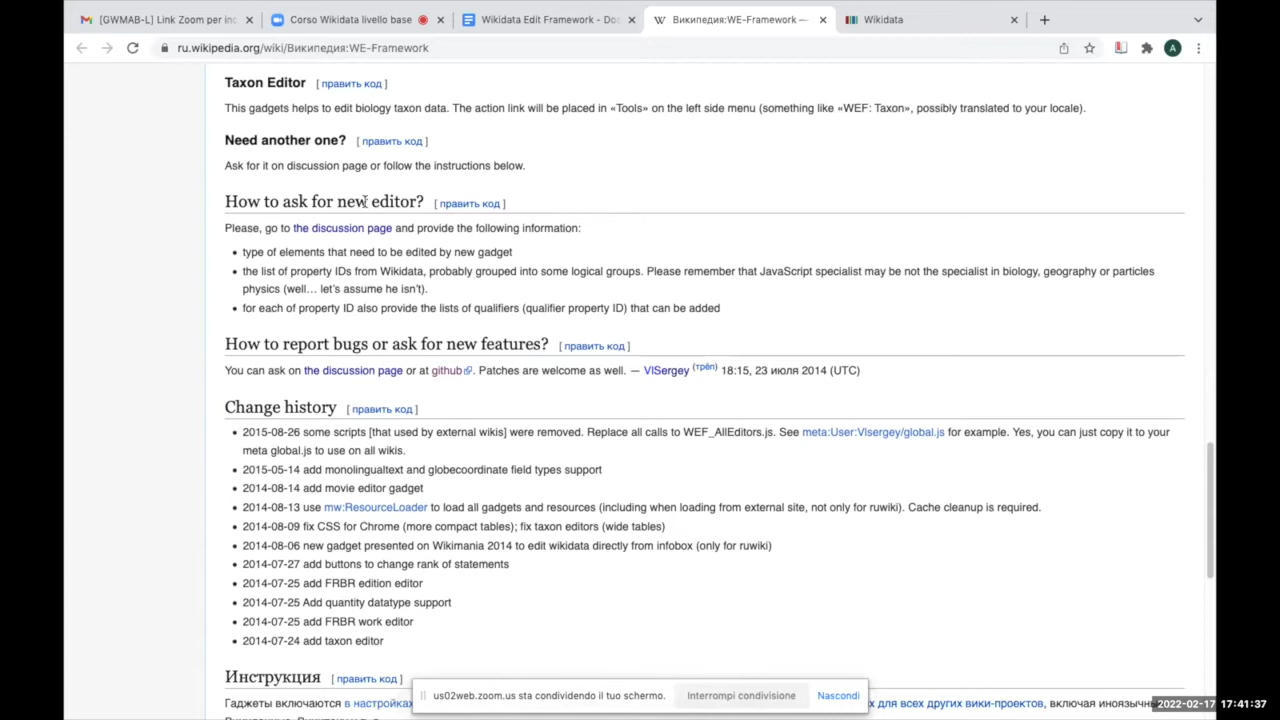 [GWMAB-L] Link Zoom per inc
Corso Wikidata livello base
Wikidata Edit Framework - Doc
Википедия:WE-Framework —
Wikidata
ru.wikipedia.org/wiki/Википедия:WE-Framework
A
Taxon Editor [ править код ]
This gadgets helps to edit biology taxon data. The action link will be placed in «Tools» on the left side menu (something like «WEF: Taxon», possibly translated to your locale).
Need another one? [ править код ]
Ask for it on discussion page or follow the instructions below.
How to ask for new editor? [ править код ]
Please, go to the discussion page and provide the following information:
• type of elements that need to be edited by new gadget
• the list of property IDs from Wikidata, probably grouped into some logical groups. Please remember that JavaScript specialist may be not the specialist in biology, geography or particles
physics (well… let's assume he isn't).
• for each of property ID also provide the lists of qualifiers (qualifier property ID) that can be added
How to report bugs or ask for new features? [ править код ]
You can ask on the discussion page or at github. Patches are welcome as well. — VlSergey (трёп) 18:15, 23 июля 2014 (UTC)
Change history [ править код ]
• 2015-08-26 some scripts [that used by external wikis] were removed. Replace all calls to WEF_AllEditors.js. See meta:User:Vlsergey/global.js for example. Yes, you can just copy it to your
meta global.js to use on all wikis.
• 2015-05-14 add monolingualtext and globecoordinate field types support
• 2014-08-14 add movie editor gadget
• 2014-08-13 use mw:ResourceLoader to load all gadgets and resources (including when loading from external site, not only for ruwiki). Cache cleanup is required.
• 2014-08-09 fix CSS for Chrome (more compact tables); fix taxon editors (wide tables)
• 2014-08-06 new gadget presented on Wikimania 2014 to edit wikidata directly from infobox (only for ruwiki)
• 2014-07-27 add buttons to change rank of statements
• 2014-07-25 add FRBR edition editor
• 2014-07-25 Add quantity datatype support
• 2014-07-25 add FRBR work editor
• 2014-07-24 add taxon editor
Инструкция [ править код ]
us02web.zoom.us sta condividendo il tuo schermo. Interrompi condivisione Nascondi
Гаджеты включаются в настройках для всех других вики-проектов, включая
2022-02-17 17:41:37